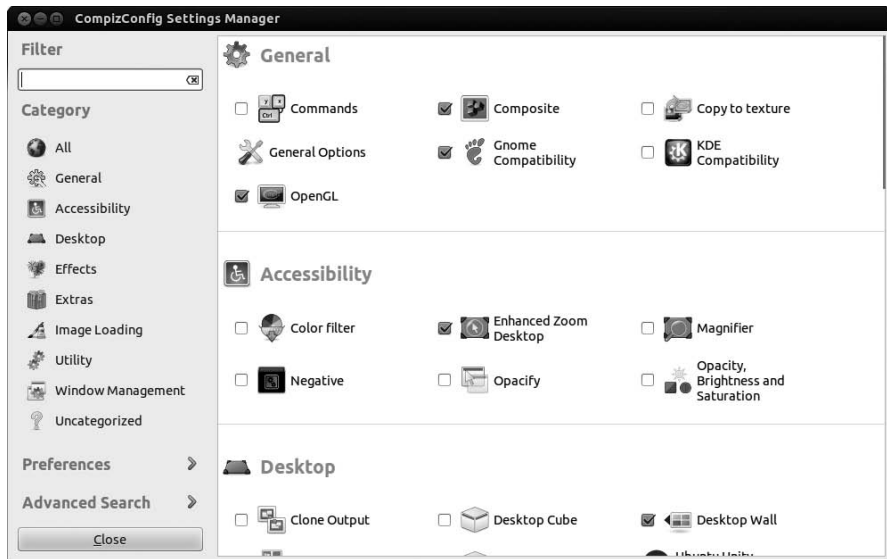 CompizConfig Settings Manager
Filter
Category
All
General
Accessibility
Desktop
Effects
Extras
Image Loading
Utility
Window Management
Uncategorized
Preferences
Advanced Search
Close
General
Commands
Composite
Copy to texture
General Options
Gnome
Compatibility
KDE
Compatibility
OpenGL
Accessibility
Color filter
Enhanced Zoom
Desktop
Magnifier
Negative
Opacify
Opacity,
Brightness and
Saturation
Desktop
Clone Output
Desktop Cube
Desktop Wall
Ubuntu Unity